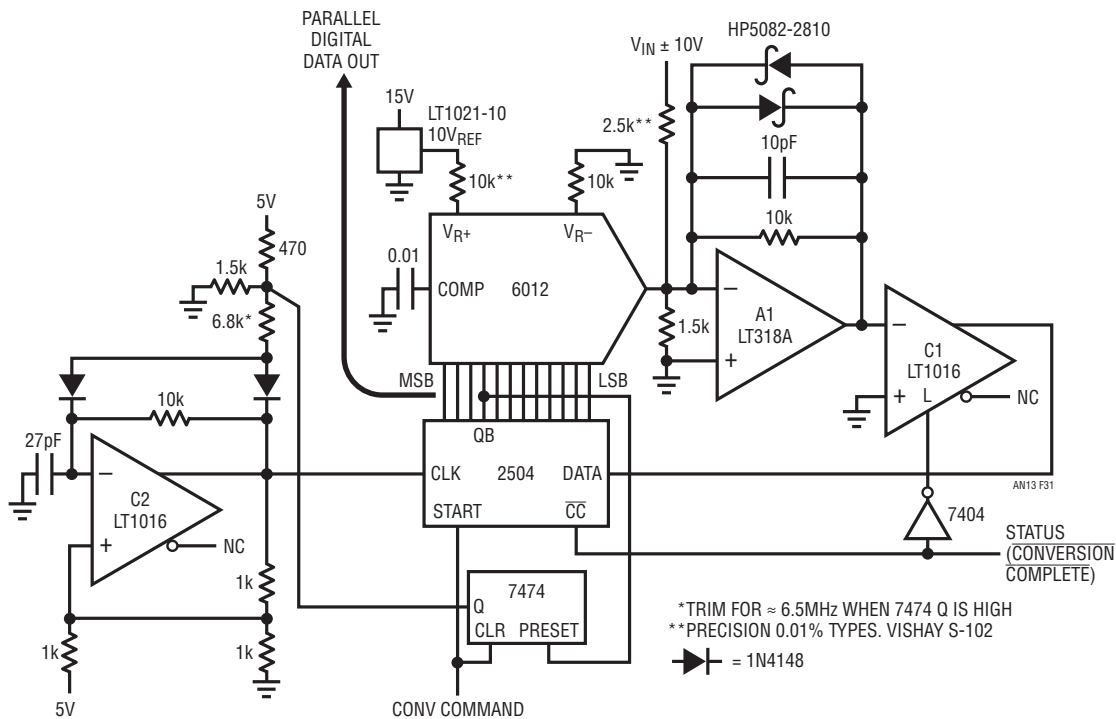 PARALLEL
DIGITAL
DATA OUT
15V
LT1021-10
10VREF
10k**
10k
VR+
VR–
0.01
COMP
6012
MSB
LSB
VIN ± 10V
2.5k**
1.5k
HP5082-2810
10pF
10k
–
A1
LT318A
+
–
C1
LT1016
+
L
NC
5V
470
1.5k
6.8k*
10k
27pF
–
C2
LT1016
+
NC
1k
1k
1k
5V
QB
CLK
2504
DATA
START
CC
AN13 F31
7404
STATUS
(CONVERSION
COMPLETE)
7474
Q
CLR
PRESET
CONV COMMAND
*TRIM FOR ≈ 6.5MHz WHEN 7474 Q IS HIGH
**PRECISION 0.01% TYPES. VISHAY S-102
= 1N4148